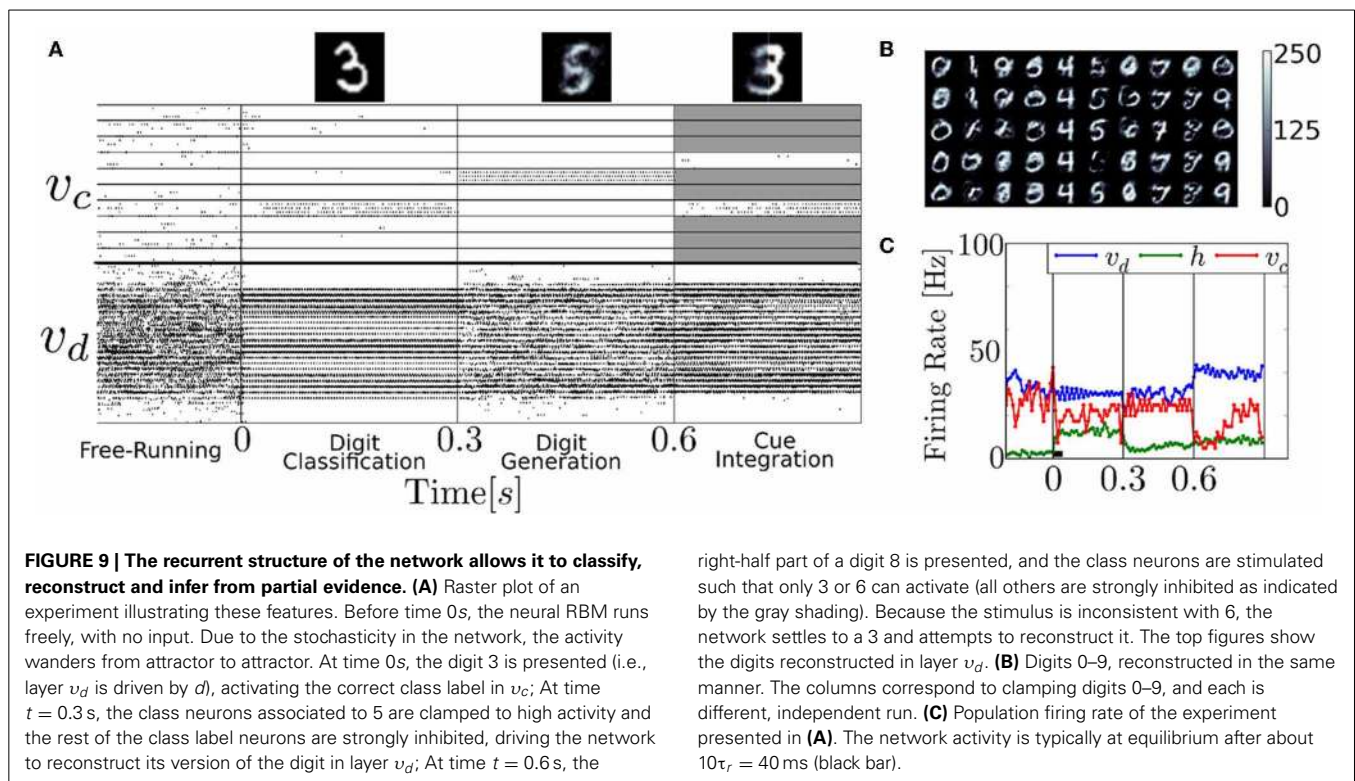 A
υc
υd
Free-Running
0
Digit
Classification
0.3
Digit
Generation
0.6
Cue
Integration
Time[s]
B
250
125
0
C
100
50
0
Firing Rate [Hz]
υd h υc
0 0.3 0.6
FIGURE 9 | The recurrent structure of the network allows it to classify,
reconstruct and infer from partial evidence. (A) Raster plot of an
experiment illustrating these features. Before time 0s, the neural RBM runs
freely, with no input. Due to the stochasticity in the network, the activity
wanders from attractor to attractor. At time 0s, the digit 3 is presented (i.e.,
layer υd is driven by d), activating the correct class label in υc; At time
t = 0.3 s, the class neurons associated to 5 are clamped to high activity and
the rest of the class label neurons are strongly inhibited, driving the network
to reconstruct its version of the digit in layer υd; At time t = 0.6 s, the
right-half part of a digit 8 is presented, and the class neurons are stimulated
such that only 3 or 6 can activate (all others are strongly inhibited as indicated
by the gray shading). Because the stimulus is inconsistent with 6, the
network settles to a 3 and attempts to reconstruct it. The top figures show
the digits reconstructed in layer υd. (B) Digits 0–9, reconstructed in the same
manner. The columns correspond to clamping digits 0–9, and each is
different, independent run. (C) Population firing rate of the experiment
presented in (A). The network activity is typically at equilibrium after about
10τr = 40 ms (black bar).